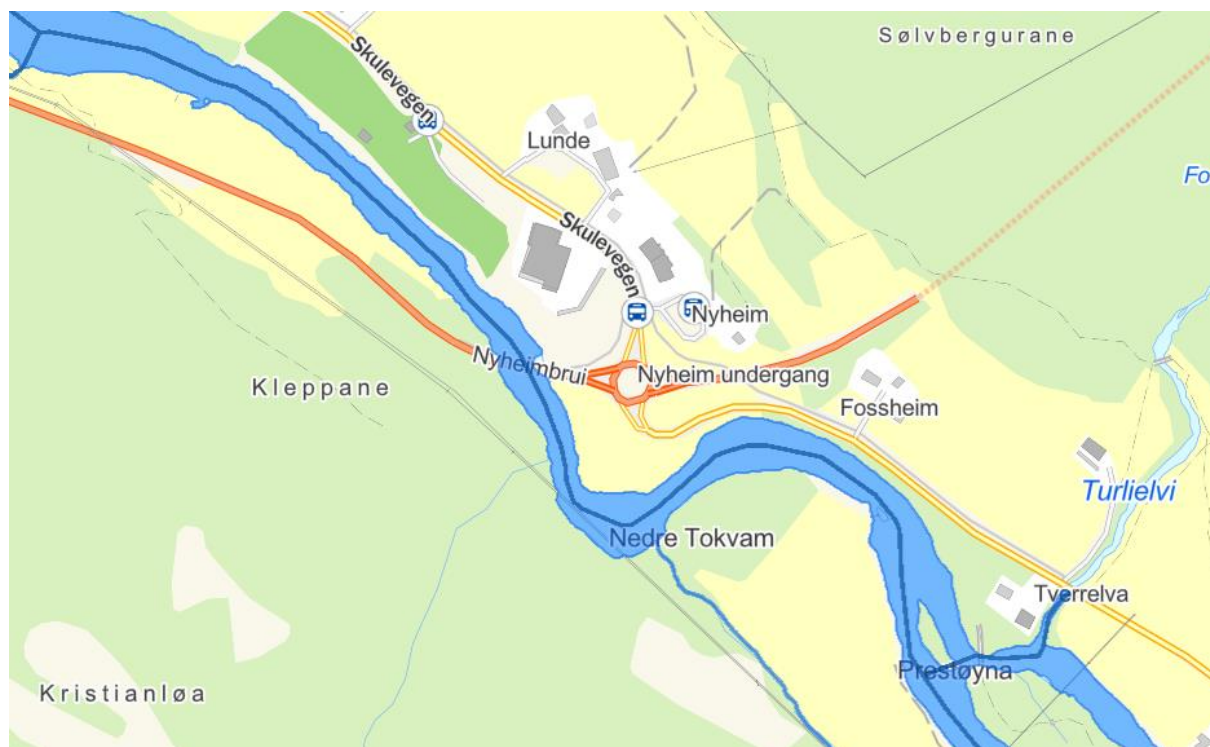 Sølvbergurane
Skulevegen
Lunde
Fo
Skulevegen
Nyheim
Nyheimbrui
Nyheim undergang
Kleppane
Fossheim
Turlielvi
Nedre Tokvam
Tverrelva
Prestøyna
Kristianløa